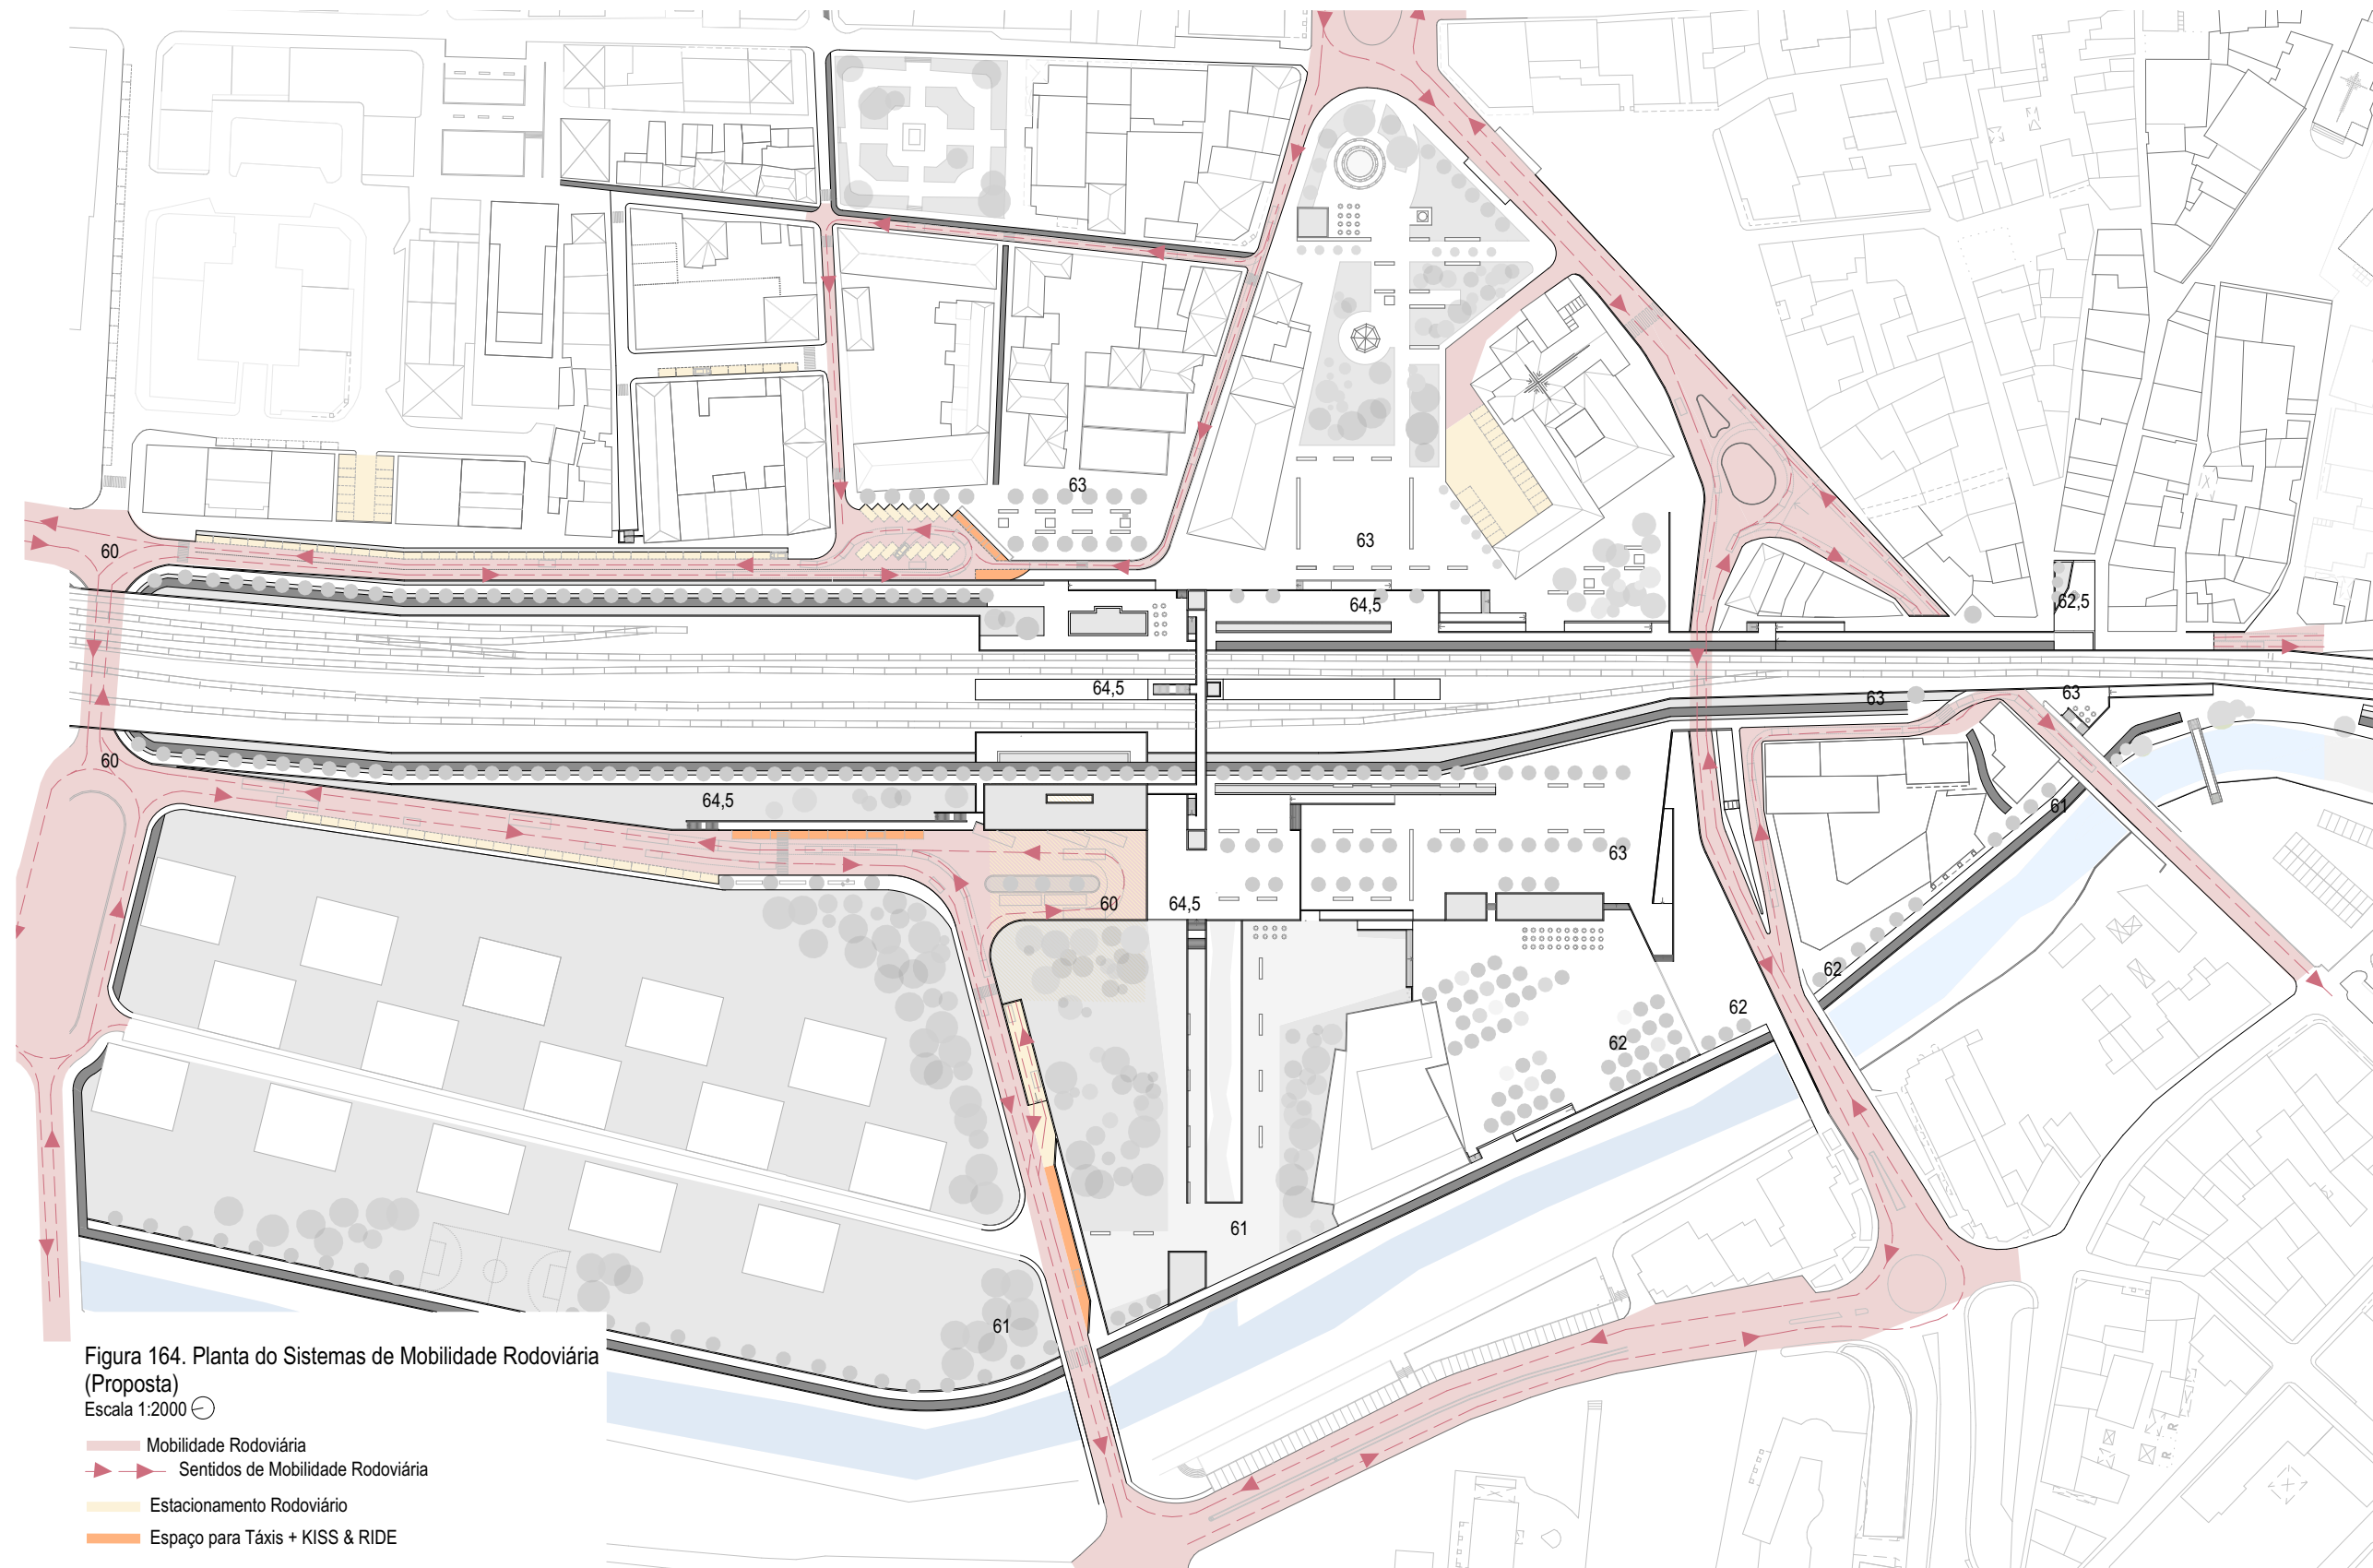 63
60
63
64,5
62,5
64,5
63
63
60
64,5
61
63
60
64,5
62
62
62
61
61
Figura 164. Planta do Sistemas de Mobilidade Rodoviária
(Proposta)
Escala 1:2000
Mobilidade Rodoviária
Sentidos de Mobilidade Rodoviária
Estacionamento Rodoviário
Espaço para Táxis + KISS & RIDE
R
R